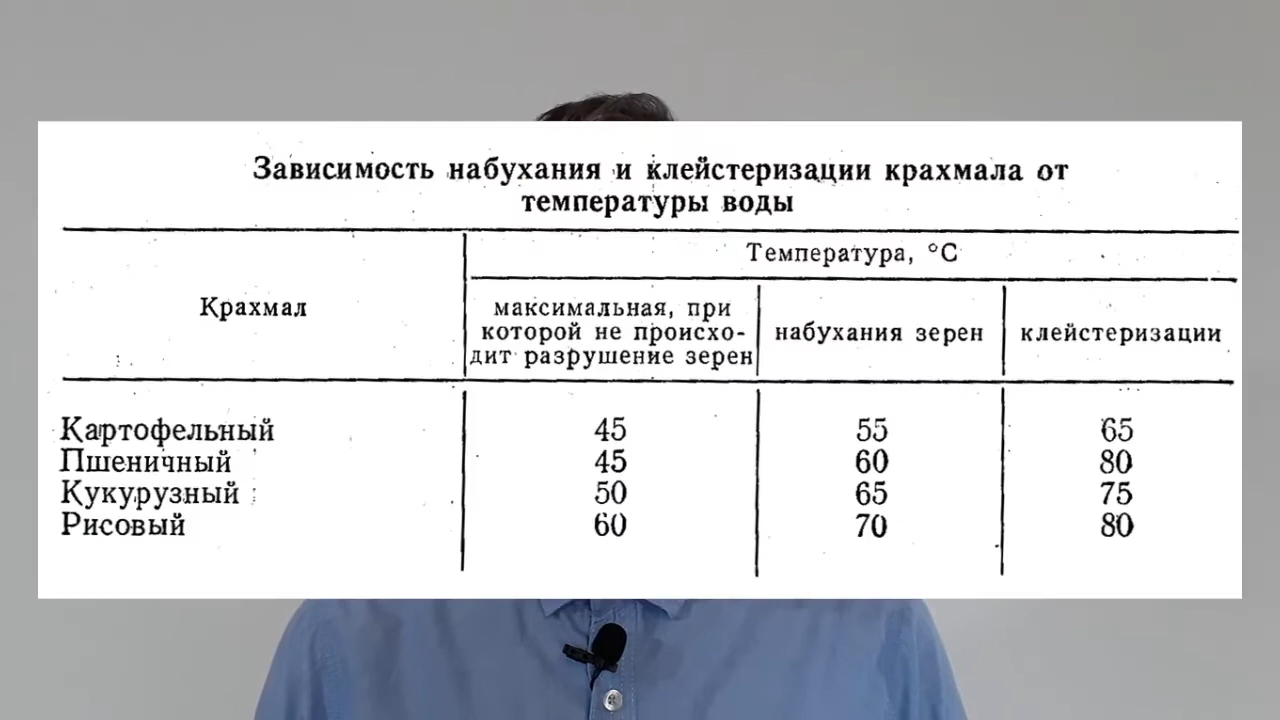 Зависимость набухания и клейстеризации крахмала от
температуры воды
Температура, °С
Крахмал
максимальная, при
которой не происхо-
дит разрушение зерен
набухания зерен
клейстеризации
Картофельный 45 55 65
Пшеничный 45 60 80
Кукурузный 50 65 75
Рисовый 60 70 80